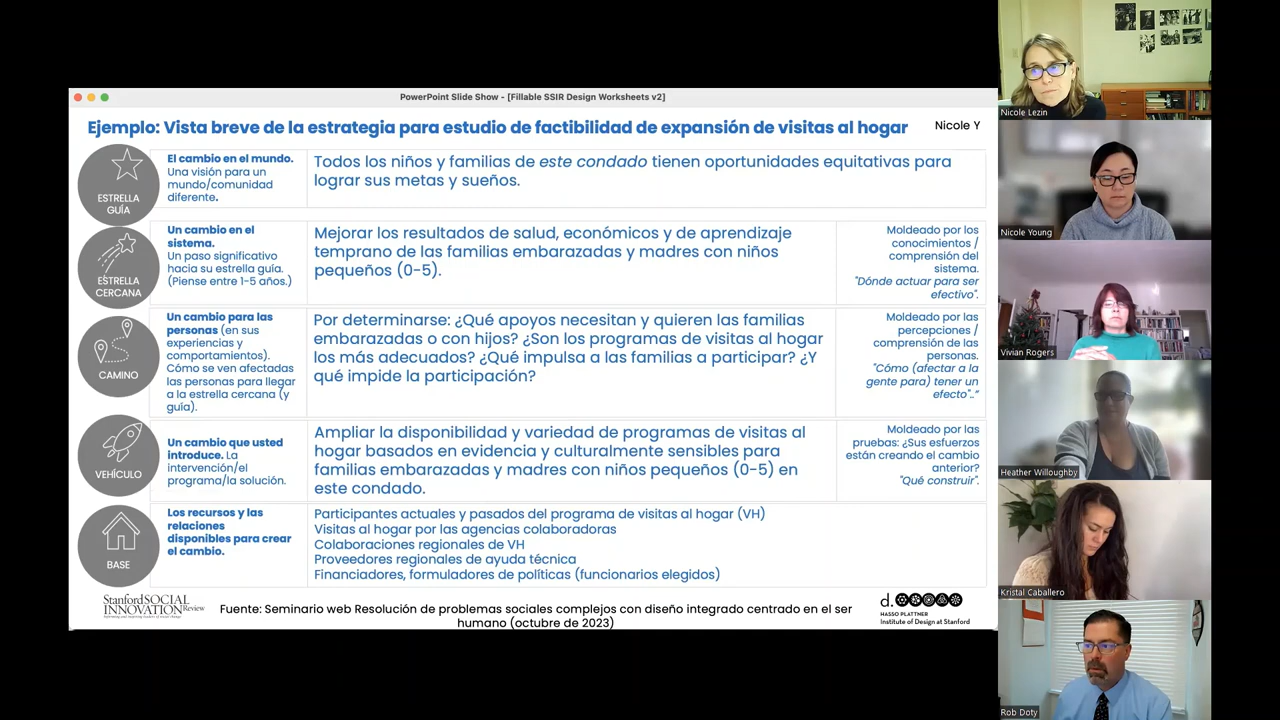 PowerPoint Slide Show - [Fillable SSIR Design Worksheets v2]
Ejemplo: Vista breve de la estrategia para estudio de factibilidad de expansión de visitas al hogar
Nicole Y
ESTRELLA
GUÍA
El cambio en el mundo.
Una visión para un
mundo/comunidad
diferente.
Todos los niños y familias de este condado tienen oportunidades equitativas para
lograr sus metas y sueños.
ESTRELLA
CERCANA
Un cambio en el
sistema.
Un paso significativo
hacia su estrella guía.
(Piense entre 1-5 años.)
Mejorar los resultados de salud, económicos y de aprendizaje
temprano de las familias embarazadas y madres con niños
pequeños (0-5).
Moldeado por los
conocimientos /
comprensión del
sistema.
"Dónde actuar para ser
efectivo".
CAMINO
Un cambio para las
personas (en sus
experiencias y
comportamientos).
Cómo se ven afectadas
las personas para llegar
a la estrella cercana (y
guía).
Por determinarse: ¿Qué apoyos necesitan y quieren las familias
embarazadas o con hijos? ¿Son los programas de visitas al hogar
los más adecuados? ¿Qué impulsa a las familias a participar? ¿Y
qué impide la participación?
Moldeado por las
percepciones /
comprensión de las
personas.
"Cómo (afectar a la
gente para) tener un
efecto".."
VEHÍCULO
Un cambio que usted
introduce. La
intervención/el
programa/la solución.
Ampliar la disponibilidad y variedad de programas de visitas al
hogar basados en evidencia y culturalmente sensibles para
familias embarazadas y madres con niños pequeños (0-5) en
este condado.
Moldeado por las
pruebas: ¿Sus esfuerzos
están creando el cambio
anterior?
"Qué construir".
BASE
Los recursos y las
relaciones
disponibles para crear
el cambio.
Participantes actuales y pasados del programa de visitas al hogar (VH)
Visitas al hogar por las agencias colaboradoras
Colaboraciones regionales de VH
Proveedores regionales de ayuda técnica
Financiadores, formuladores de políticas (funcionarios elegidos)
Stanford SOCIAL
INNOVATION Review
Informing and inspiring leaders of social change
Fuente: Seminario web Resolución de problemas sociales complejos con diseño integrado centrado en el ser
humano (octubre de 2023)
d.
HASSO PLATTNER
Institute of Design at Stanford
Nicole Lezin
Nicole Young
Vivian Rogers
Heather Willoughby
Kristal Caballero
Rob Doty